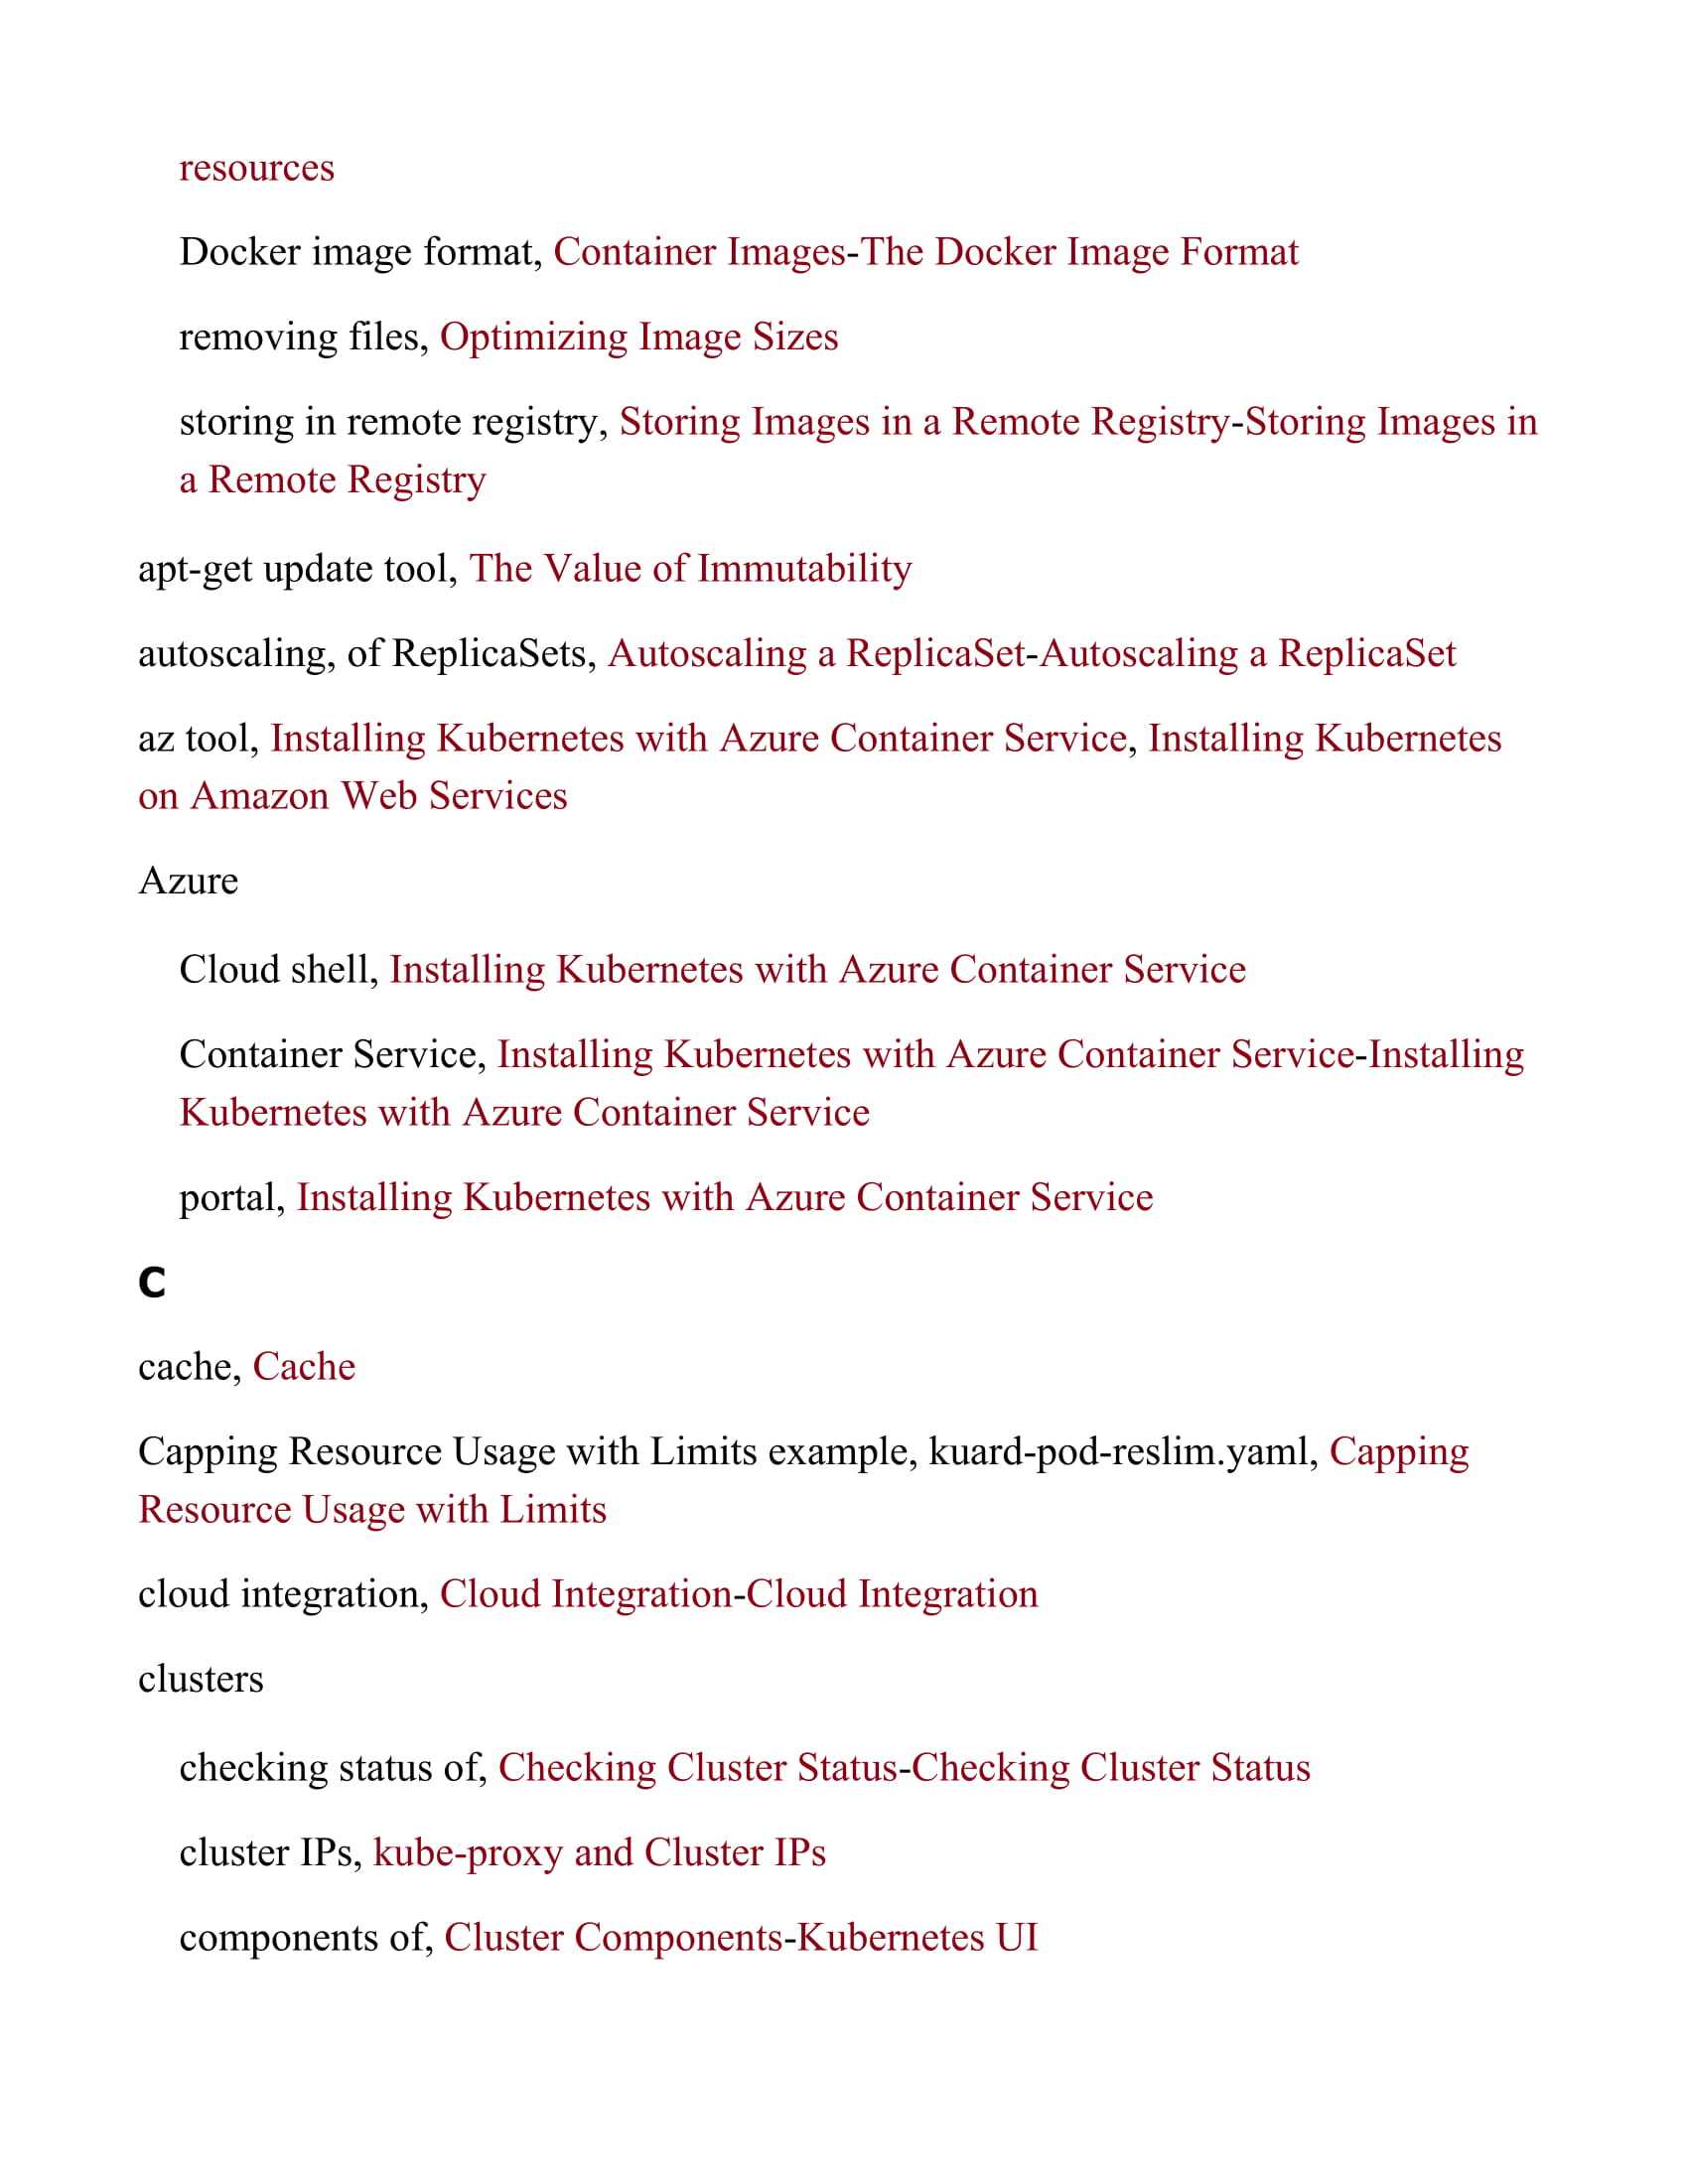 resources
Docker image format, Container Images-The Docker Image Format
removing files, Optimizing Image Sizes
storing in remote registry, Storing Images in a Remote Registry-Storing Images in
a Remote Registry
apt-get update tool, The Value of Immutability
autoscaling, of ReplicaSets, Autoscaling a ReplicaSet-Autoscaling a ReplicaSet
az tool, Installing Kubernetes with Azure Container Service, Installing Kubernetes
on Amazon Web Services
Azure
Cloud shell, Installing Kubernetes with Azure Container Service
Container Service, Installing Kubernetes with Azure Container Service-Installing
Kubernetes with Azure Container Service
portal, Installing Kubernetes with Azure Container Service
C
cache, Cache
Capping Resource Usage with Limits example, kuard-pod-reslim.yaml, Capping
Resource Usage with Limits
cloud integration, Cloud Integration-Cloud Integration
clusters
checking status of, Checking Cluster Status-Checking Cluster Status
cluster IPs, kube-proxy and Cluster IPs
components of, Cluster Components-Kubernetes UI